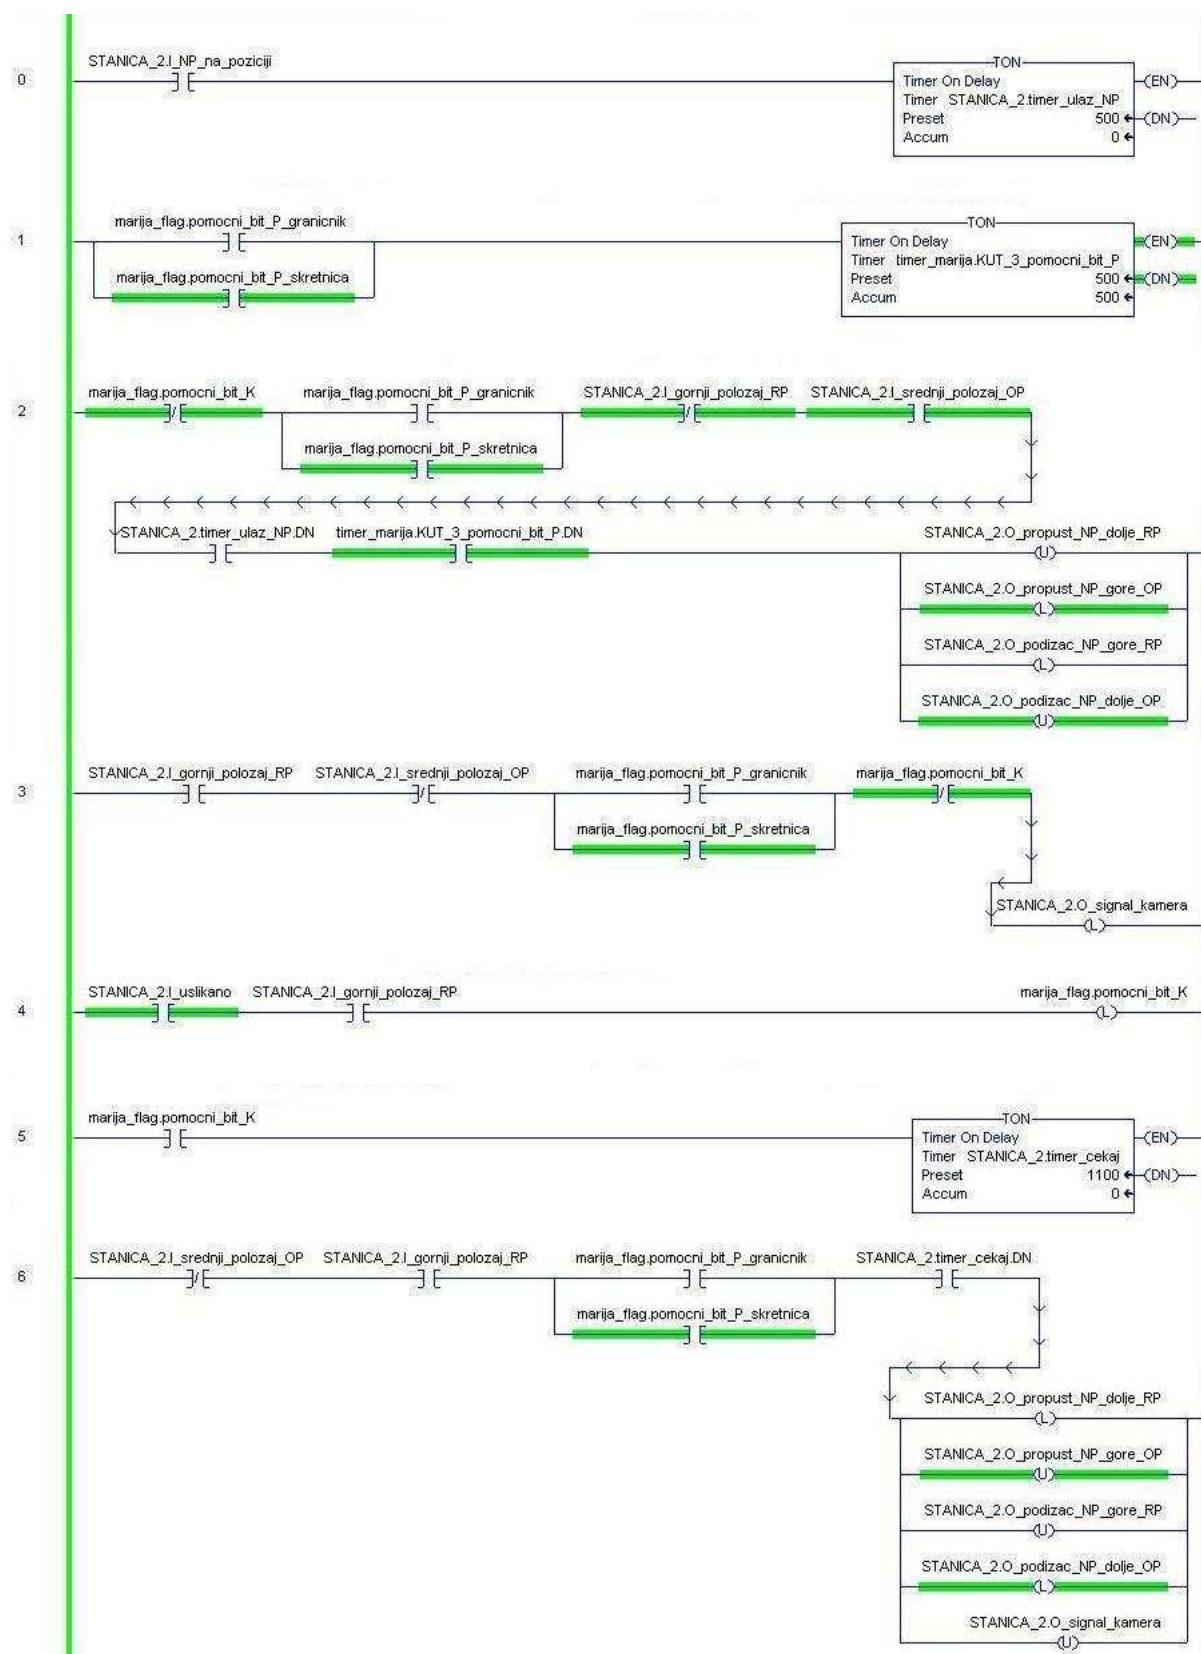 0
STANICA_2.I_NP_na_poziciji
TON
Timer On Delay
Timer STANICA_2.timer_ulaz_NP
Preset 500
Accum 0
(EN)
(DN)
1
marija_flag.pomocni_bit_P_granicnik
marija_flag.pomocni_bit_P_skretnica
TON
Timer On Delay
Timer timer_marija.KUT_3_pomocni_bit_P
Preset 500
Accum 500
(EN)
(DN)
2
marija_flag.pomocni_bit_K
marija_flag.pomocni_bit_P_granicnik
STANICA_2.I_gornji_polozaj_RP
STANICA_2.I_srednji_polozaj_OP
marija_flag.pomocni_bit_P_skretnica
STANICA_2.timer_ulaz_NP.DN
timer_marija.KUT_3_pomocni_bit_P.DN
STANICA_2.O_propust_NP_dolje_RP
(U)
STANICA_2.O_propust_NP_gore_OP
(L)
STANICA_2.O_podizac_NP_gore_RP
(L)
STANICA_2.O_podizac_NP_dolje_OP
(U)
3
STANICA_2.I_gornji_polozaj_RP
STANICA_2.I_srednji_polozaj_OP
marija_flag.pomocni_bit_P_granicnik
marija_flag.pomocni_bit_K
marija_flag.pomocni_bit_P_skretnica
STANICA_2.O_signal_kamera
(L)
4
STANICA_2.I_uslikano
STANICA_2.I_gornji_polozaj_RP
marija_flag.pomocni_bit_K
(L)
5
marija_flag.pomocni_bit_K
TON
Timer On Delay
Timer STANICA_2.timer_cekaj
Preset 1100
Accum 0
(EN)
(DN)
6
STANICA_2.I_srednji_polozaj_OP
STANICA_2.I_gornji_polozaj_RP
marija_flag.pomocni_bit_P_granicnik
STANICA_2.timer_cekaj.DN
marija_flag.pomocni_bit_P_skretnica
STANICA_2.O_propust_NP_dolje_RP
(L)
STANICA_2.O_propust_NP_gore_OP
(U)
STANICA_2.O_podizac_NP_gore_RP
(U)
STANICA_2.O_podizac_NP_dolje_OP
(L)
STANICA_2.O_signal_kamera
(U)